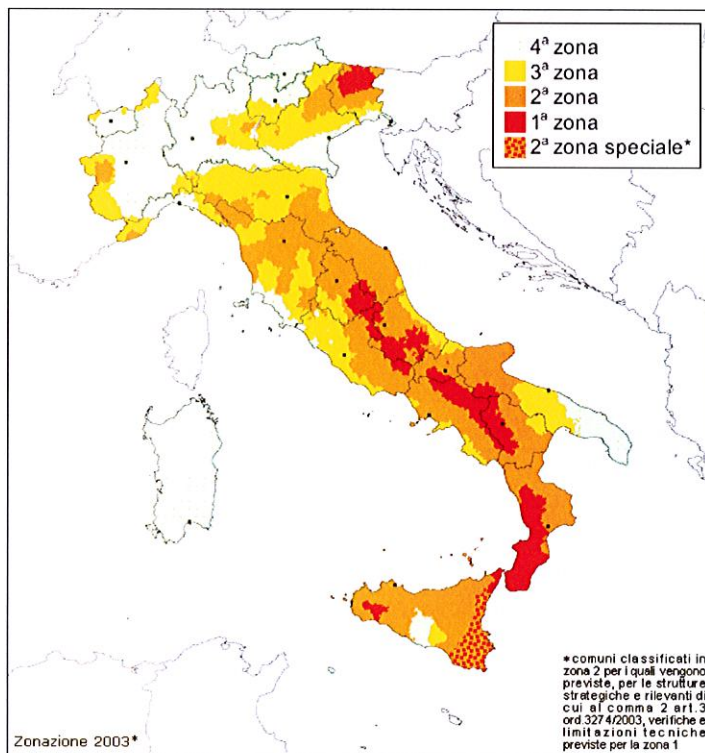 4ª zona
3ª zona
2ª zona
1ª zona
2ª zona speciale*
*comuni classificati in
zona 2 per i quali vengono
previste, per le strutture
strategiche e rilevanti di
cui al comma 2 art.3
ord.3274/2003, verifiche e
limitazioni tecniche
previste per la zona 1
Zonazione 2003*